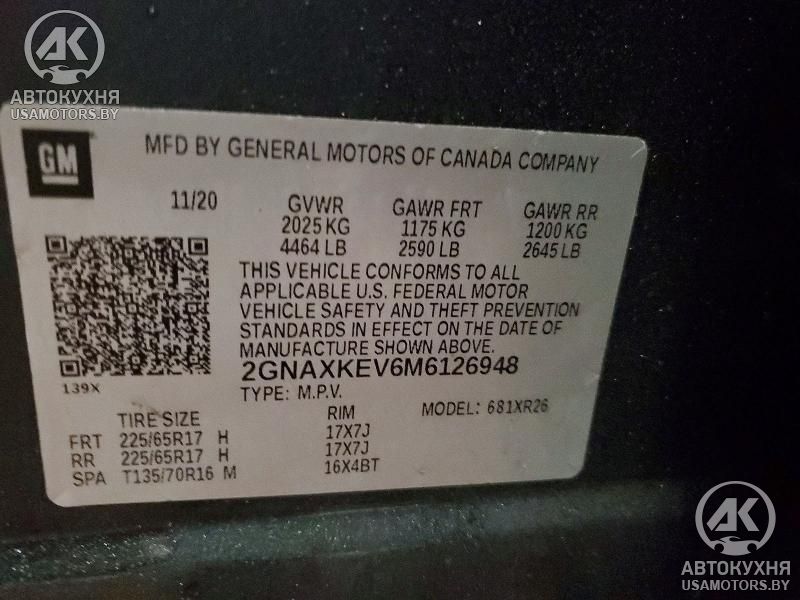 AK
АВТОКУХНЯ
USAMOTORS.BY
GM
MFD BY GENERAL MOTORS OF CANADA COMPANY
11/20 GVWR GAWR FRT GAWR RR
2025 KG 1175 KG 1200 KG
4464 LB 2590 LB 2645 LB
THIS VEHICLE CONFORMS TO ALL
APPLICABLE U.S. FEDERAL MOTOR
VEHICLE SAFETY AND THEFT PREVENTION
STANDARDS IN EFFECT ON THE DATE OF
MANUFACTURE SHOWN ABOVE.
139X
2GNAXKEV6M6126948
TYPE: M.P.V. MODEL: 681XR26
TIRE SIZE RIM
FRT 225/65R17 H 17X7J
RR 225/65R17 H 17X7J
SPA T135/70R16 M 16X4BT
AK
АВТОКУХНЯ
USAMOTORS.BY